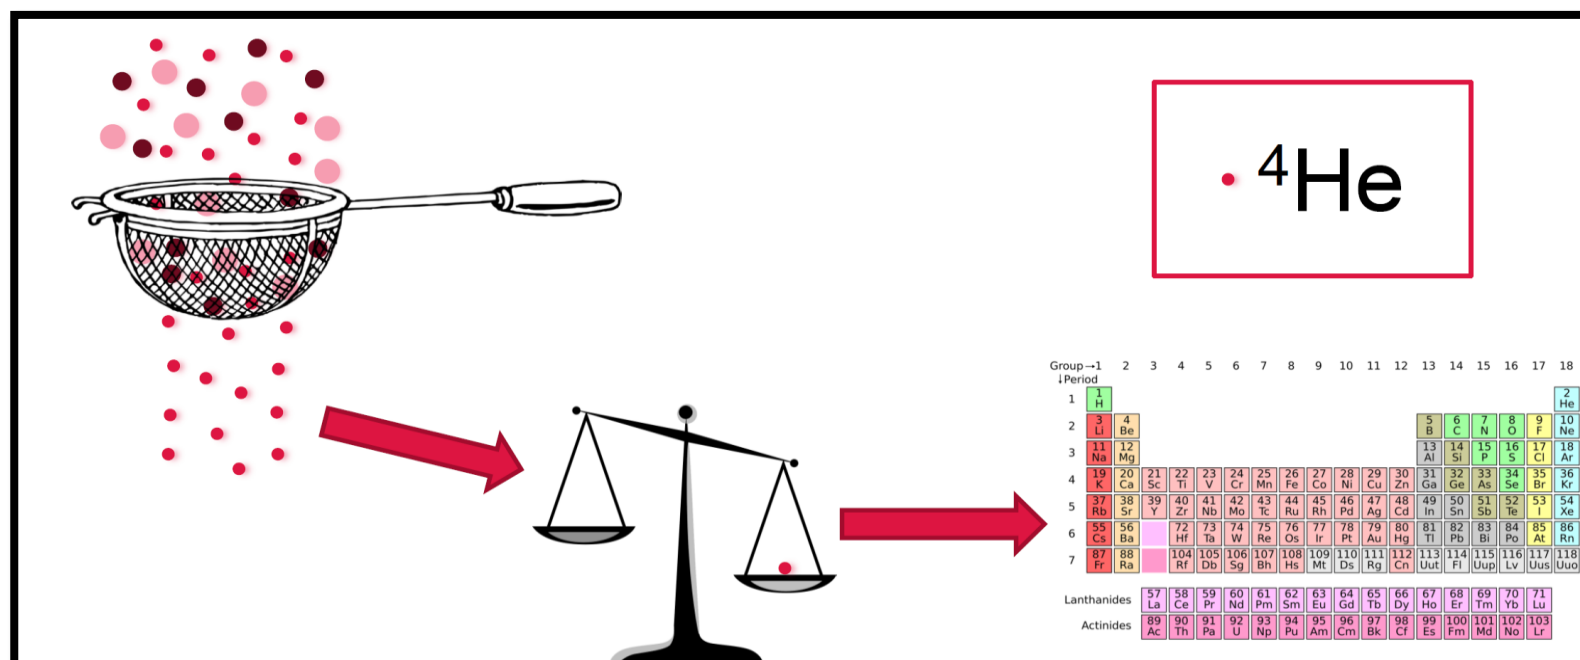 ⁴He
Group→1 2 3 4 5 6 7 8 9 10 11 12 13 14 15 16 17 18
↓Period
1 1 H 2 He
2 3 Li 4 Be 5 B 6 C 7 N 8 O 9 F 10 Ne
3 11 Na 12 Mg 13 Al 14 Si 15 P 16 S 17 Cl 18 Ar
4 19 K 20 Ca 21 Sc 22 Ti 23 V 24 Cr 25 Mn 26 Fe 27 Co 28 Ni 29 Cu 30 Zn 31 Ga 32 Ge 33 As 34 Se 35 Br 36 Kr
5 37 Rb 38 Sr 39 Y 40 Zr 41 Nb 42 Mo 43 Tc 44 Ru 45 Rh 46 Pd 47 Ag 48 Cd 49 In 50 Sn 51 Sb 52 Te 53 I 54 Xe
6 55 Cs 56 Ba 72 Hf 73 Ta 74 W 75 Re 76 Os 77 Ir 78 Pt 79 Au 80 Hg 81 Tl 82 Pb 83 Bi 84 Po 85 At 86 Rn
7 87 Fr 88 Ra 104 Rf 105 Db 106 Sg 107 Bh 108 Hs 109 Mt 110 Ds 111 Rg 112 Cn 113 Uut 114 Fl 115 Uup 116 Lv 117 Uus 118 Uuo
Lanthanides 57 La 58 Ce 59 Pr 60 Nd 61 Pm 62 Sm 63 Eu 64 Gd 65 Tb 66 Dy 67 Ho 68 Er 69 Tm 70 Yb 71 Lu
Actinides 89 Ac 90 Th 91 Pa 92 U 93 Np 94 Pu 95 Am 96 Cm 97 Bk 98 Cf 99 Es 100 Fm 101 Md 102 No 103 Lr